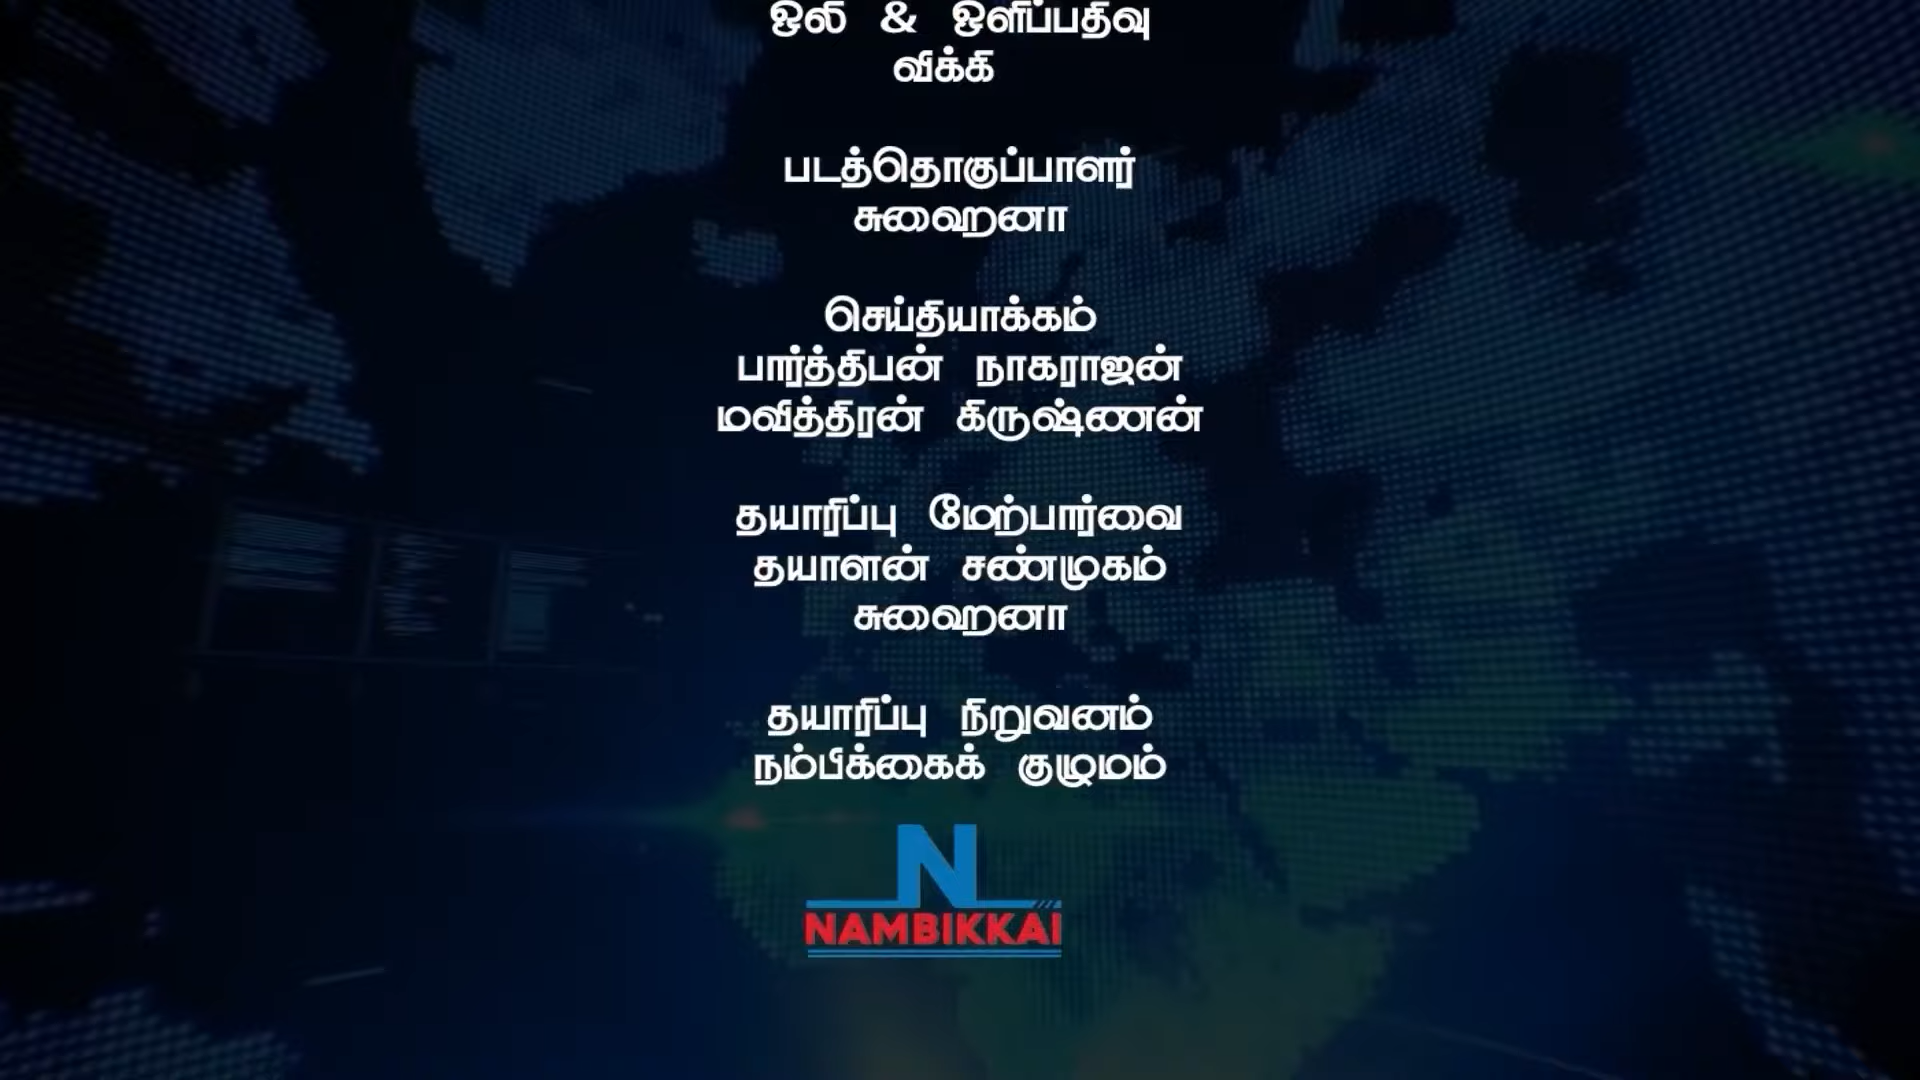 ஒலி & ஒளிப்பதிவு
விக்கி
படத்தொகுப்பாளர்
சுஹைனா
செய்தியாக்கம்
பார்த்திபன் நாகராஜன்
மவித்திரன் கிருஷ்ணன்
தயாரிப்பு மேற்பார்வை
தயாளன் சண்முகம்
சுஹைனா
தயாரிப்பு நிறுவனம்
நம்பிக்கைக் குழுமம்
N
NAMBIKKAI